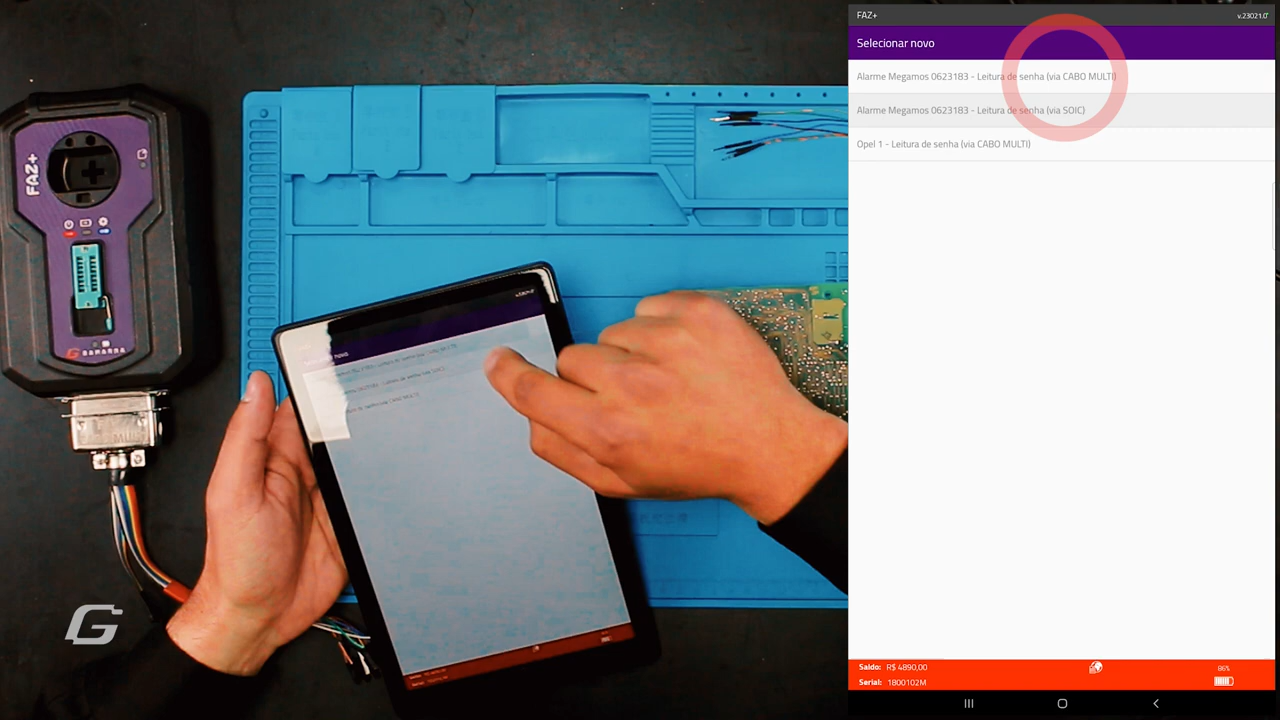 FAZ+
v.23021.0
Selecionar novo
Alarme Megamos 0623183 - Leitura de senha (via CABO MULTI)
Alarme Megamos 0623183 - Leitura de senha (via SOIC)
Opel 1 - Leitura de senha (via CABO MULTI)
Saldo: R$ 4890,00
Serial: 1800102M
86%
FAZ+
MULTI
G